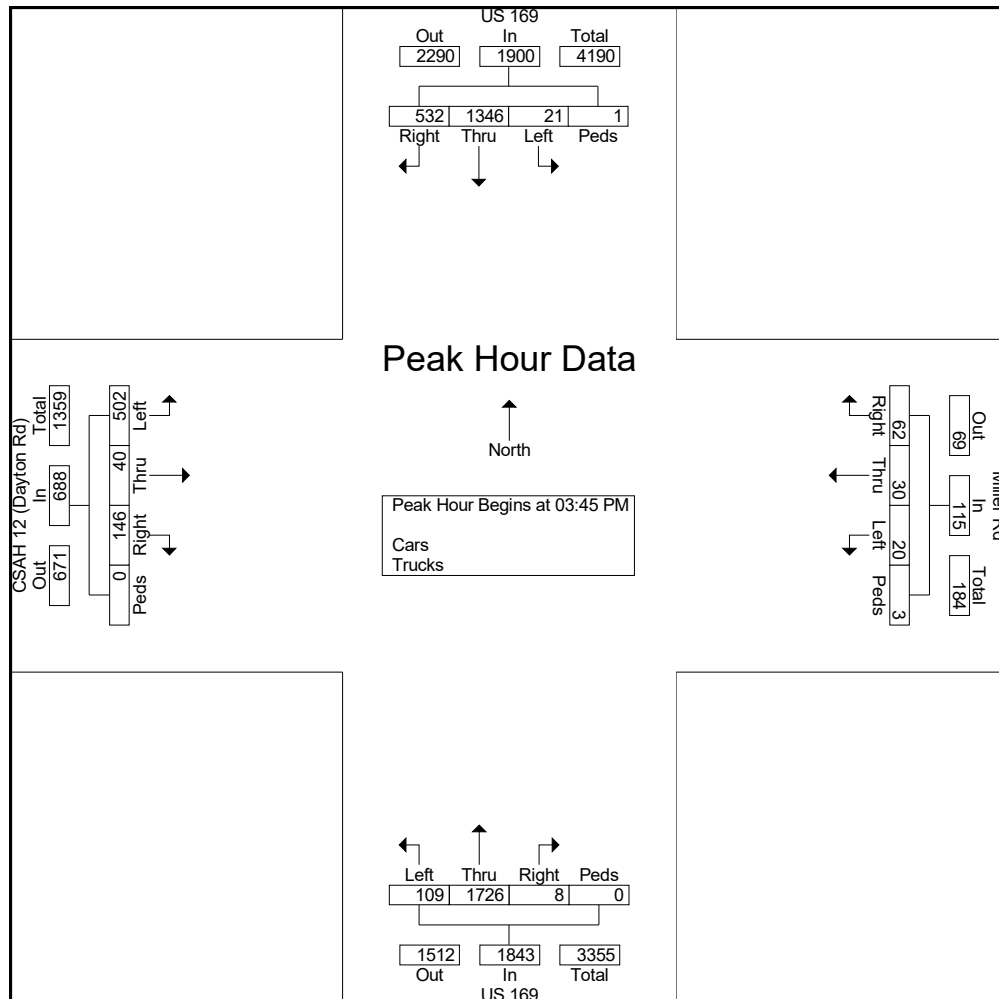 US 169
Out In Total
2290 1900 4190
532 1346 21 1
Right Thru Left Peds
Peak Hour Data
North
Peak Hour Begins at 03:45 PM
Cars
Trucks
CSAH 12 (Dayton Rd)
Out In Total
671 688 1359
Left Thru Right Peds
502 40 146 0
Miller Rd
Out In Total
69 115 184
Right Thru Left Peds
62 30 20 3
Left Thru Right Peds
109 1726 8 0
1512 1843 3355
Out In Total
US 169